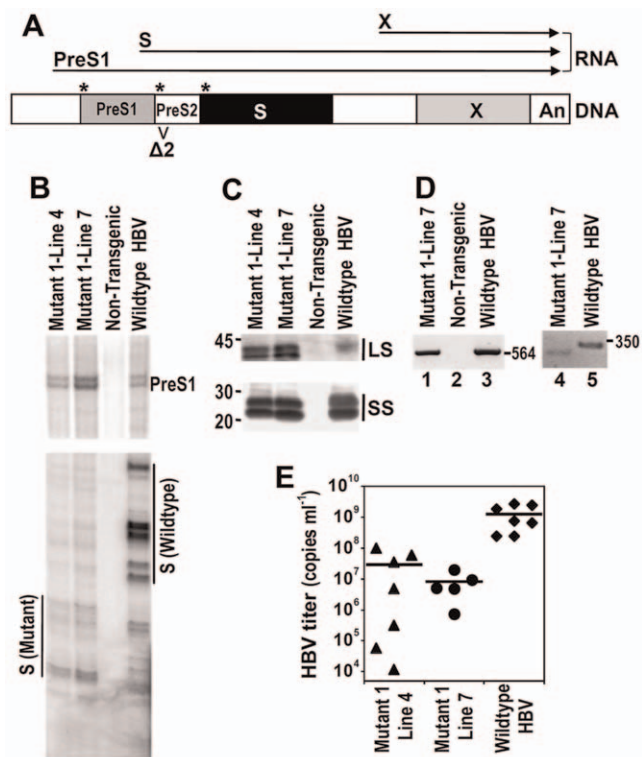 A
X
S
PreS1
RNA
* * *
PreS1 PreS2 S X An DNA
V
Δ2
B
Mutant 1-Line 4
Mutant 1-Line 7
Non-Transgenic
Wildtype HBV
PreS1
S (Wildtype)
S (Mutant)
C
Mutant 1-Line 4
Mutant 1-Line 7
Non-Transgenic
Wildtype HBV
45
LS
30
20
SS
D
Mutant 1-Line 7
Non-Transgenic
Wildtype HBV
564
1 2 3
Mutant 1-Line 7
Wildtype HBV
350
4 5
E
HBV titer (copies ml⁻¹)
10¹⁰
10⁹
10⁸
10⁷
10⁶
10⁵
10⁴
Mutant 1
Line 4
Mutant 1
Line 7
Wildtype
HBV